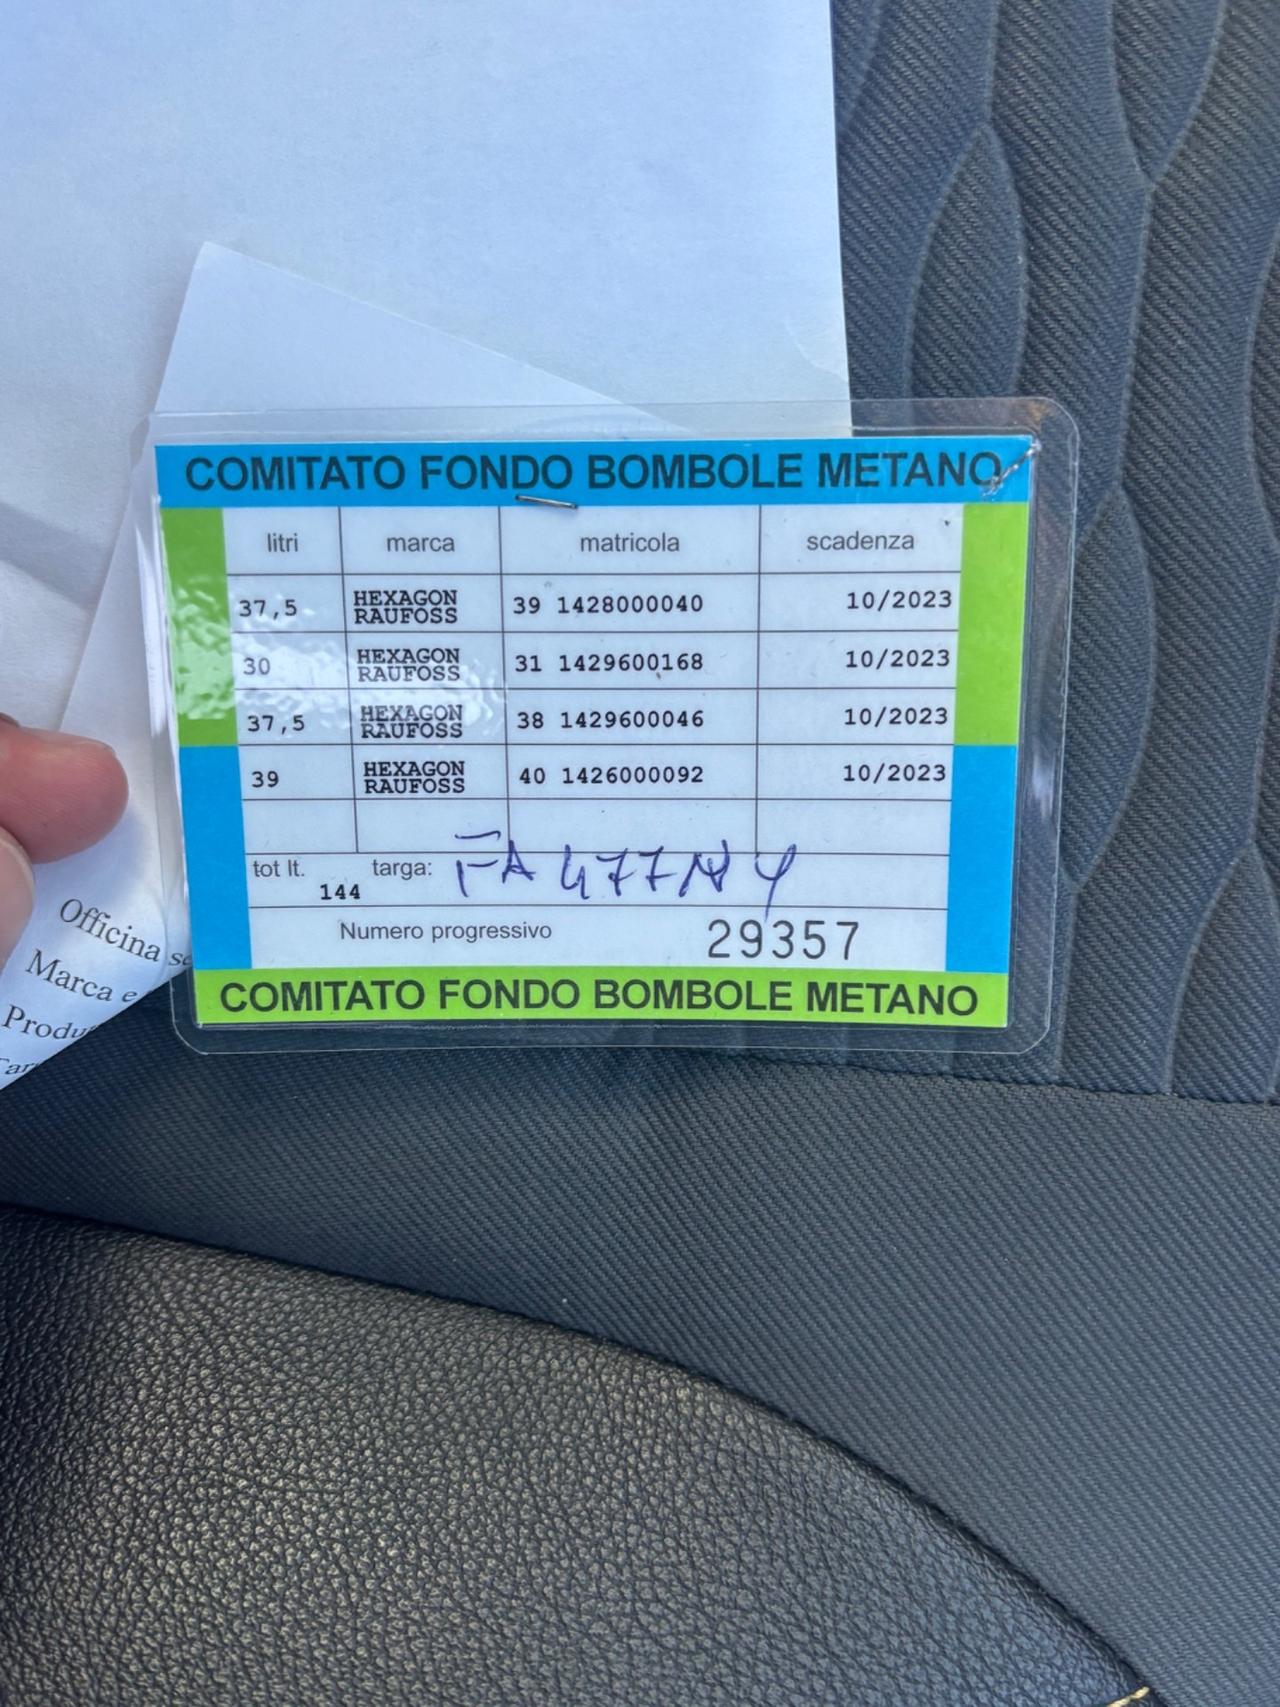 COMITATO FONDO BOMBOLE METANO
litri marca matricola scadenza
37,5 HEXAGON RAUFOSS 39 1428000040 10/2023
30 HEXAGON RAUFOSS 31 1429600168 10/2023
37,5 HEXAGON RAUFOSS 38 1429600046 10/2023
39 HEXAGON RAUFOSS 40 1426000092 10/2023
tot lt. 144 targa: FA477NY
Numero progressivo 29357
COMITATO FONDO BOMBOLE METANO
Officina
Marca e